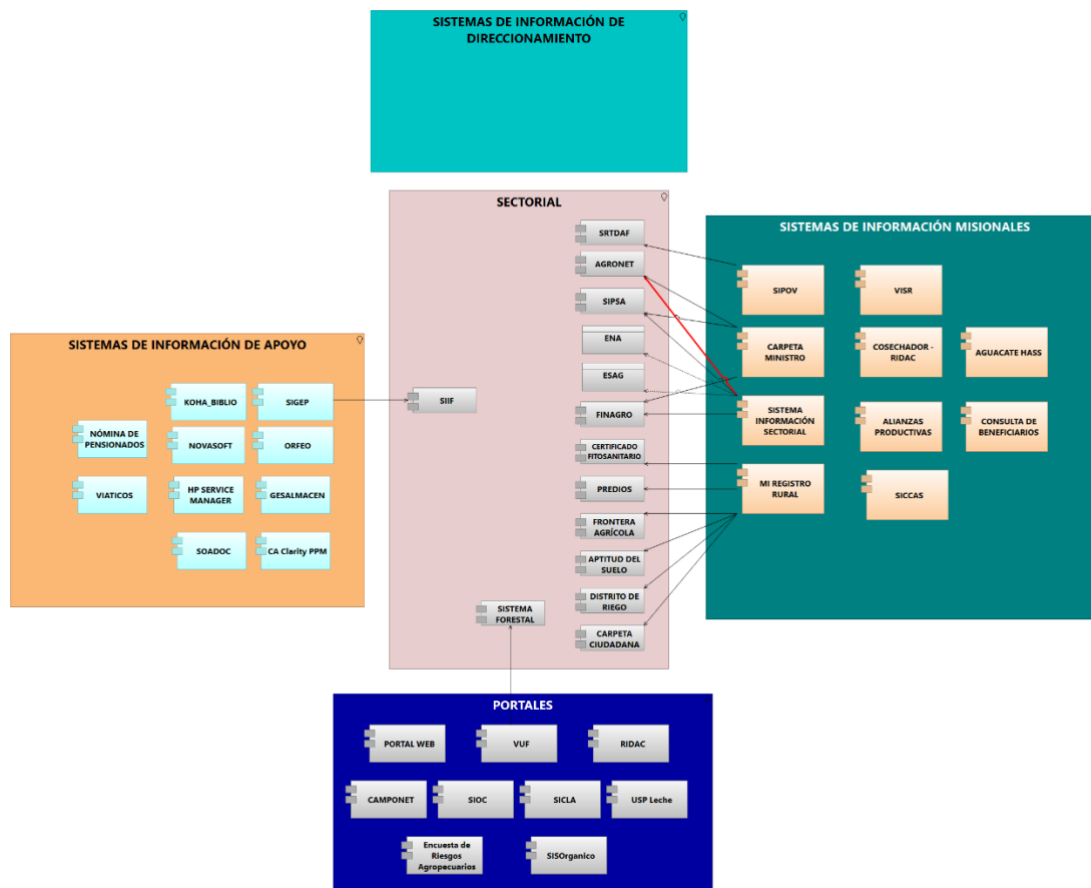 SISTEMAS DE INFORMACIÓN DE
DIRECCIONAMIENTO
SECTORIAL
SRTDAF
AGRONET
SIPSA
ENA
ESAG
SIIF
FINAGRO
CERTIFICADO
FITOSANITARIO
PREDIOS
FRONTERA
AGRÍCOLA
APTITUD DEL
SUELO
DISTRITO DE
RIEGO
SISTEMA
FORESTAL
CARPETA
CIUDADANA
SISTEMAS DE INFORMACIÓN MISIONALES
SIPOV
VISR
CARPETA
MINISTRO
COSECHADOR -
RIDAC
AGUACATE HASS
SISTEMA
INFORMACIÓN
SECTORIAL
ALIANZAS
PRODUCTIVAS
CONSULTA DE
BENEFICIARIOS
MI REGISTRO
RURAL
SICCAS
SISTEMAS DE INFORMACIÓN DE APOYO
KOHA_BIBLIO
SIGEP
NÓMINA DE
PENSIONADOS
NOVASOFT
ORFEO
VIATICOS
HP SERVICE
MANAGER
GESALMACEN
SOADOC
CA Clarity PPM
PORTALES
PORTAL WEB
VUF
RIDAC
CAMPONET
SIOC
SICLA
USP Leche
Encuesta de
Riesgos
Agropecuarios
SISOrganico